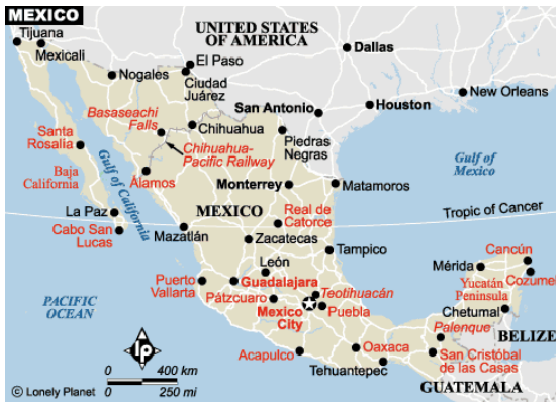 MEXICO
UNITED STATES
OF AMERICA
Tijuana
Mexicali
Dallas
El Paso
Nogales
Ciudad
Juárez
New Orleans
Basaseachi
Falls
San Antonio
Houston
Santa
Rosalía
Chihuahua
Piedras
Negras
Chihuahua-
Pacific Railway
Gulf of
Mexico
Gulf of California
Baja
California
Álamos
Monterrey
Matamoros
La Paz
MEXICO
Real de
Catorce
Tropic of Cancer
Cabo San
Lucas
Mazatlán
Zacatecas
Tampico
Cancún
León
Mérida
Puerto
Vallarta
Guadalajara
Teotihuacán
Yucatán
Peninsula
Cozumel
PACIFIC
OCEAN
Pátzcuaro
Mexico
City
Puebla
Chetumal
Palenque
BELIZE
lp
Acapulco
Oaxaca
San Cristóbal
de las Casas
Tehuantepec
0 400 km
0 250 mi
GUATEMALA
© Lonely Planet